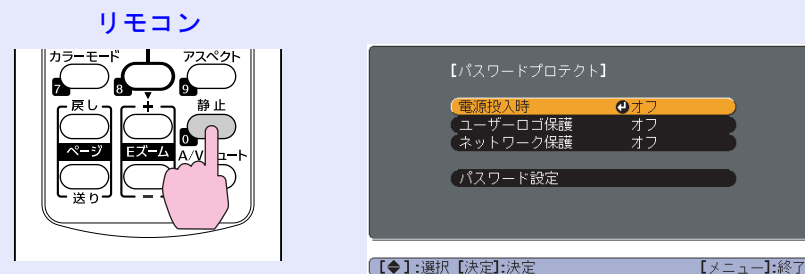 リモコン
カラーモード
アスペクト
7
8
9
戻し
+
静止
0
ページ
Eズーム
送り
−
[パスワードプロテクト]
電源投入時 オフ
ユーザーロゴ保護 オフ
ネットワーク保護 オフ
パスワード設定
[◆]:選択 [決定]:決定 [メニュー]:終了